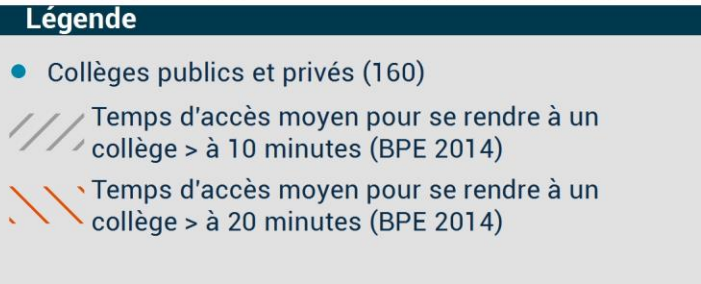 Légende
Collèges publics et privés (160)
Temps d'accès moyen pour se rendre à un
collège > à 10 minutes (BPE 2014)
Temps d'accès moyen pour se rendre à un
collège > à 20 minutes (BPE 2014)